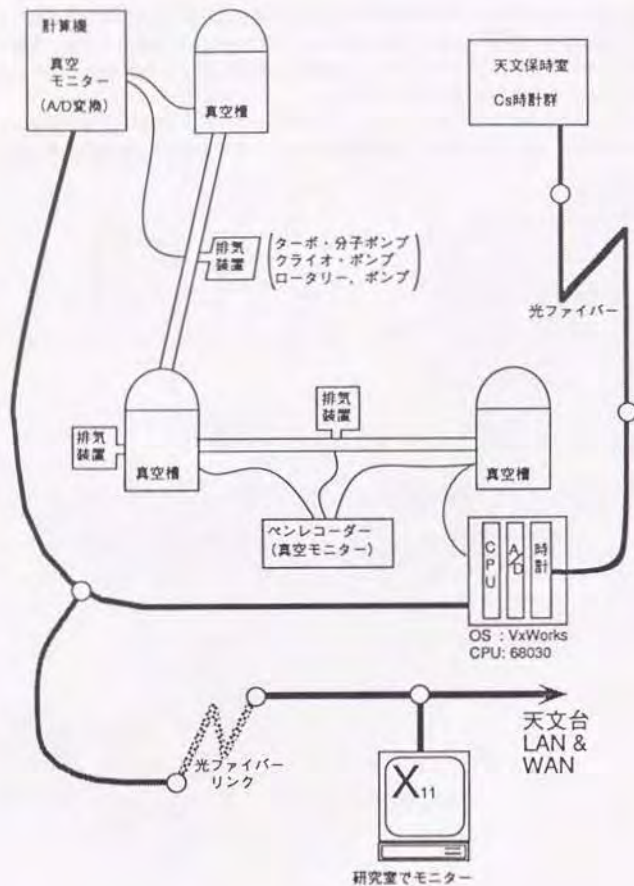 計算機
真空
モニター
(A/D変換)
真空槽
天文保時室
Cs時計群
排気
装置
ターボ・分子ポンプ
クライオ・ポンプ
ロータリー、ポンプ
光ファイバー
排気
装置
排気
装置
真空槽
真空槽
ペンレコーダー
(真空モニター)
CPU
A/D
時計
OS : VxWorks
CPU: 68030
天文台
LAN &
WAN
光ファイバー
リンク
X11
研究室でモニター